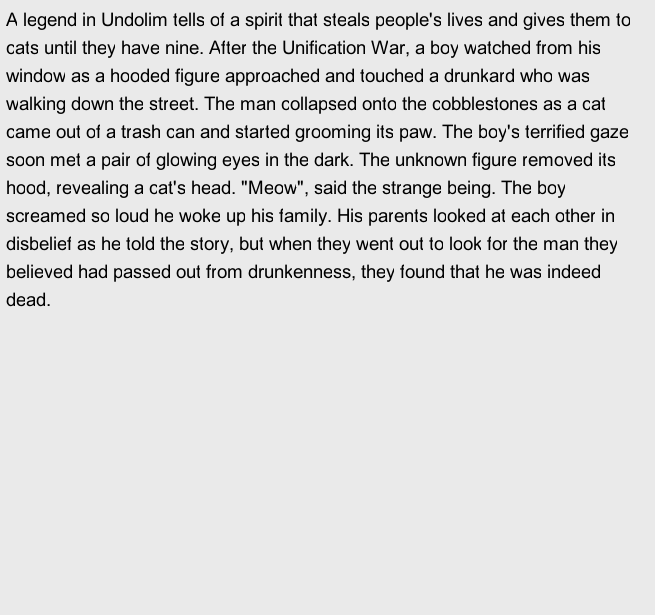 A legend in Undolim tells of a spirit that steals people's lives and gives them to
cats until they have nine. After the Unification War, a boy watched from his
window as a hooded figure approached and touched a drunkard who was
walking down the street. The man collapsed onto the cobblestones as a cat
came out of a trash can and started grooming its paw. The boy's terrified gaze
soon met a pair of glowing eyes in the dark. The unknown figure removed its
hood, revealing a cat's head. "Meow", said the strange being. The boy
screamed so loud he woke up his family. His parents looked at each other in
disbelief as he told the story, but when they went out to look for the man they
believed had passed out from drunkenness, they found that he was indeed
dead.